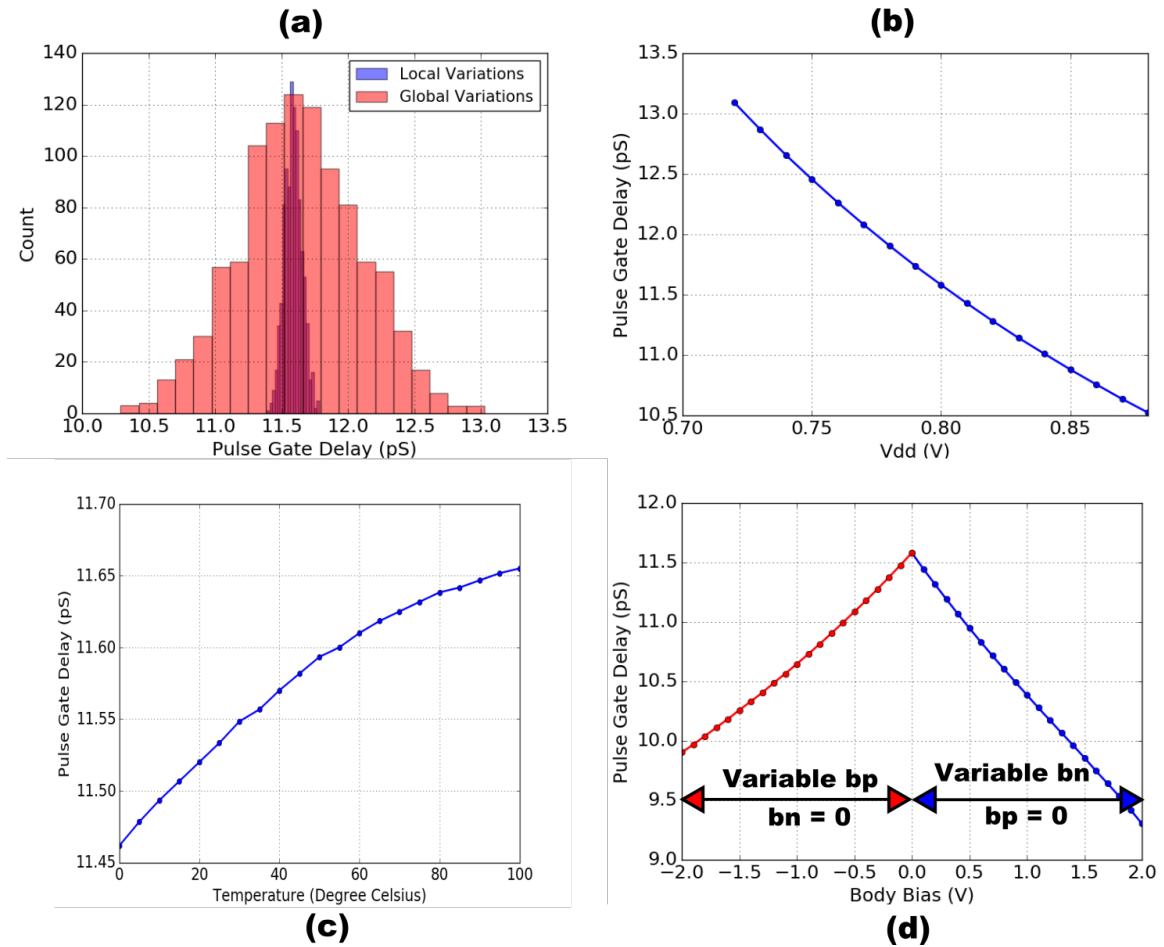 (a)
140
120
100
80
60
40
20
0
Count
Local Variations
Global Variations
10.0 10.5 11.0 11.5 12.0 12.5 13.0 13.5
Pulse Gate Delay (pS)
(b)
13.5
13.0
12.5
12.0
11.5
11.0
10.5
Pulse Gate Delay (pS)
0.70 0.75 0.80 0.85
Vdd (V)
11.70
11.65
11.60
11.55
11.50
11.45
Pulse Gate Delay (pS)
0 20 40 60 80 100
Temperature (Degree Celsius)
(c)
12.0
11.5
11.0
10.5
10.0
9.5
9.0
Pulse Gate Delay (pS)
Variable bp
bn = 0
Variable bn
bp = 0
−2.0 −1.5 −1.0 −0.5 0.0 0.5 1.0 1.5 2.0
Body Bias (V)
(d)